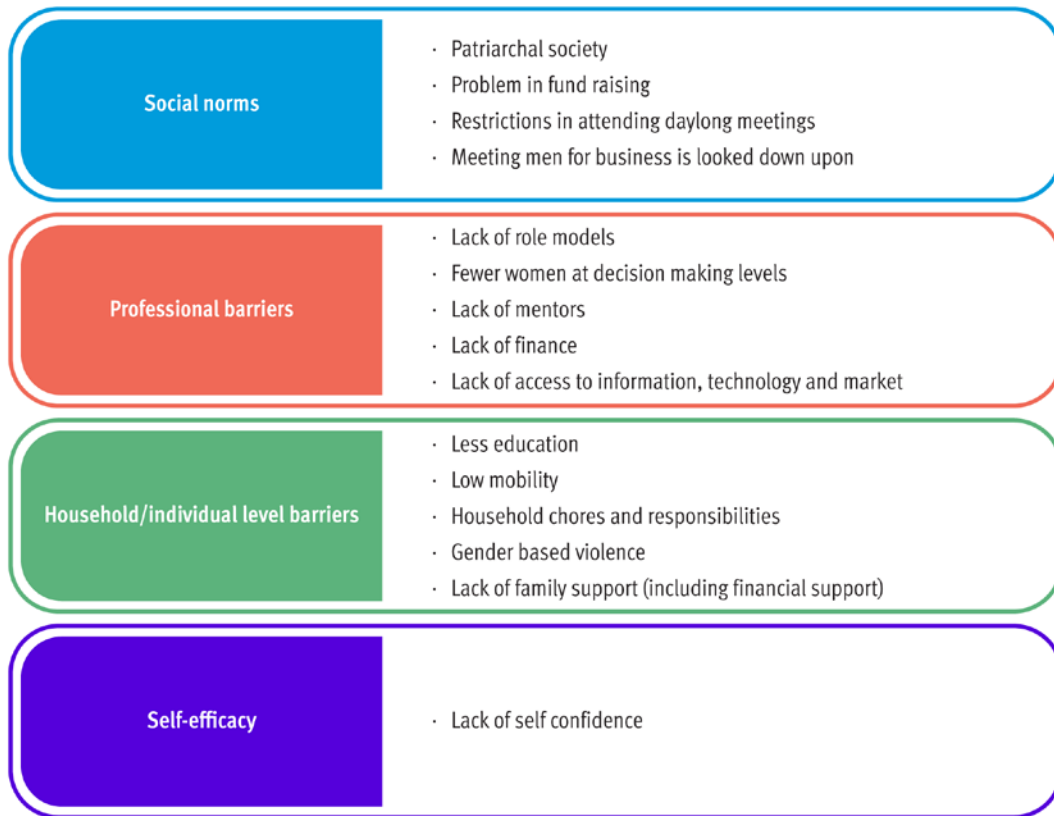 Social norms
· Patriarchal society
· Problem in fund raising
· Restrictions in attending daylong meetings
· Meeting men for business is looked down upon
Professional barriers
· Lack of role models
· Fewer women at decision making levels
· Lack of mentors
· Lack of finance
· Lack of access to information, technology and market
Household/individual level barriers
· Less education
· Low mobility
· Household chores and responsibilities
· Gender based violence
· Lack of family support (including financial support)
Self-efficacy
· Lack of self confidence